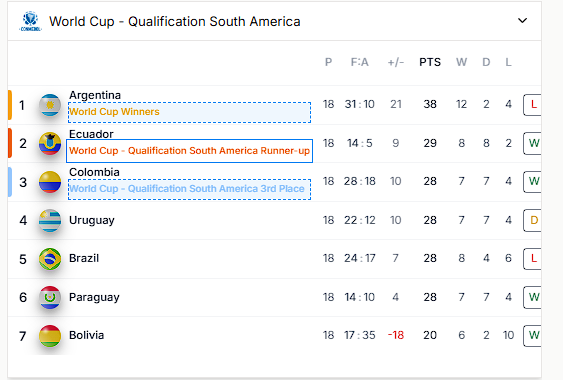 CONMEBOL
World Cup - Qualification South America
P F:A +/- PTS W D L
1 Argentina 18 31:10 21 38 12 2 4 L
World Cup Winners
2 Ecuador 18 14:5 9 29 8 8 2 W
World Cup - Qualification South America Runner-up
3 Colombia 18 28:18 10 28 7 7 4 W
World Cup - Qualification South America 3rd Place
4 Uruguay 18 22:12 10 28 7 7 4 D
5 Brazil 18 24:17 7 28 8 4 6 L
6 Paraguay 18 14:10 4 28 7 7 4 W
7 Bolivia 18 17:35 -18 20 6 2 10 W